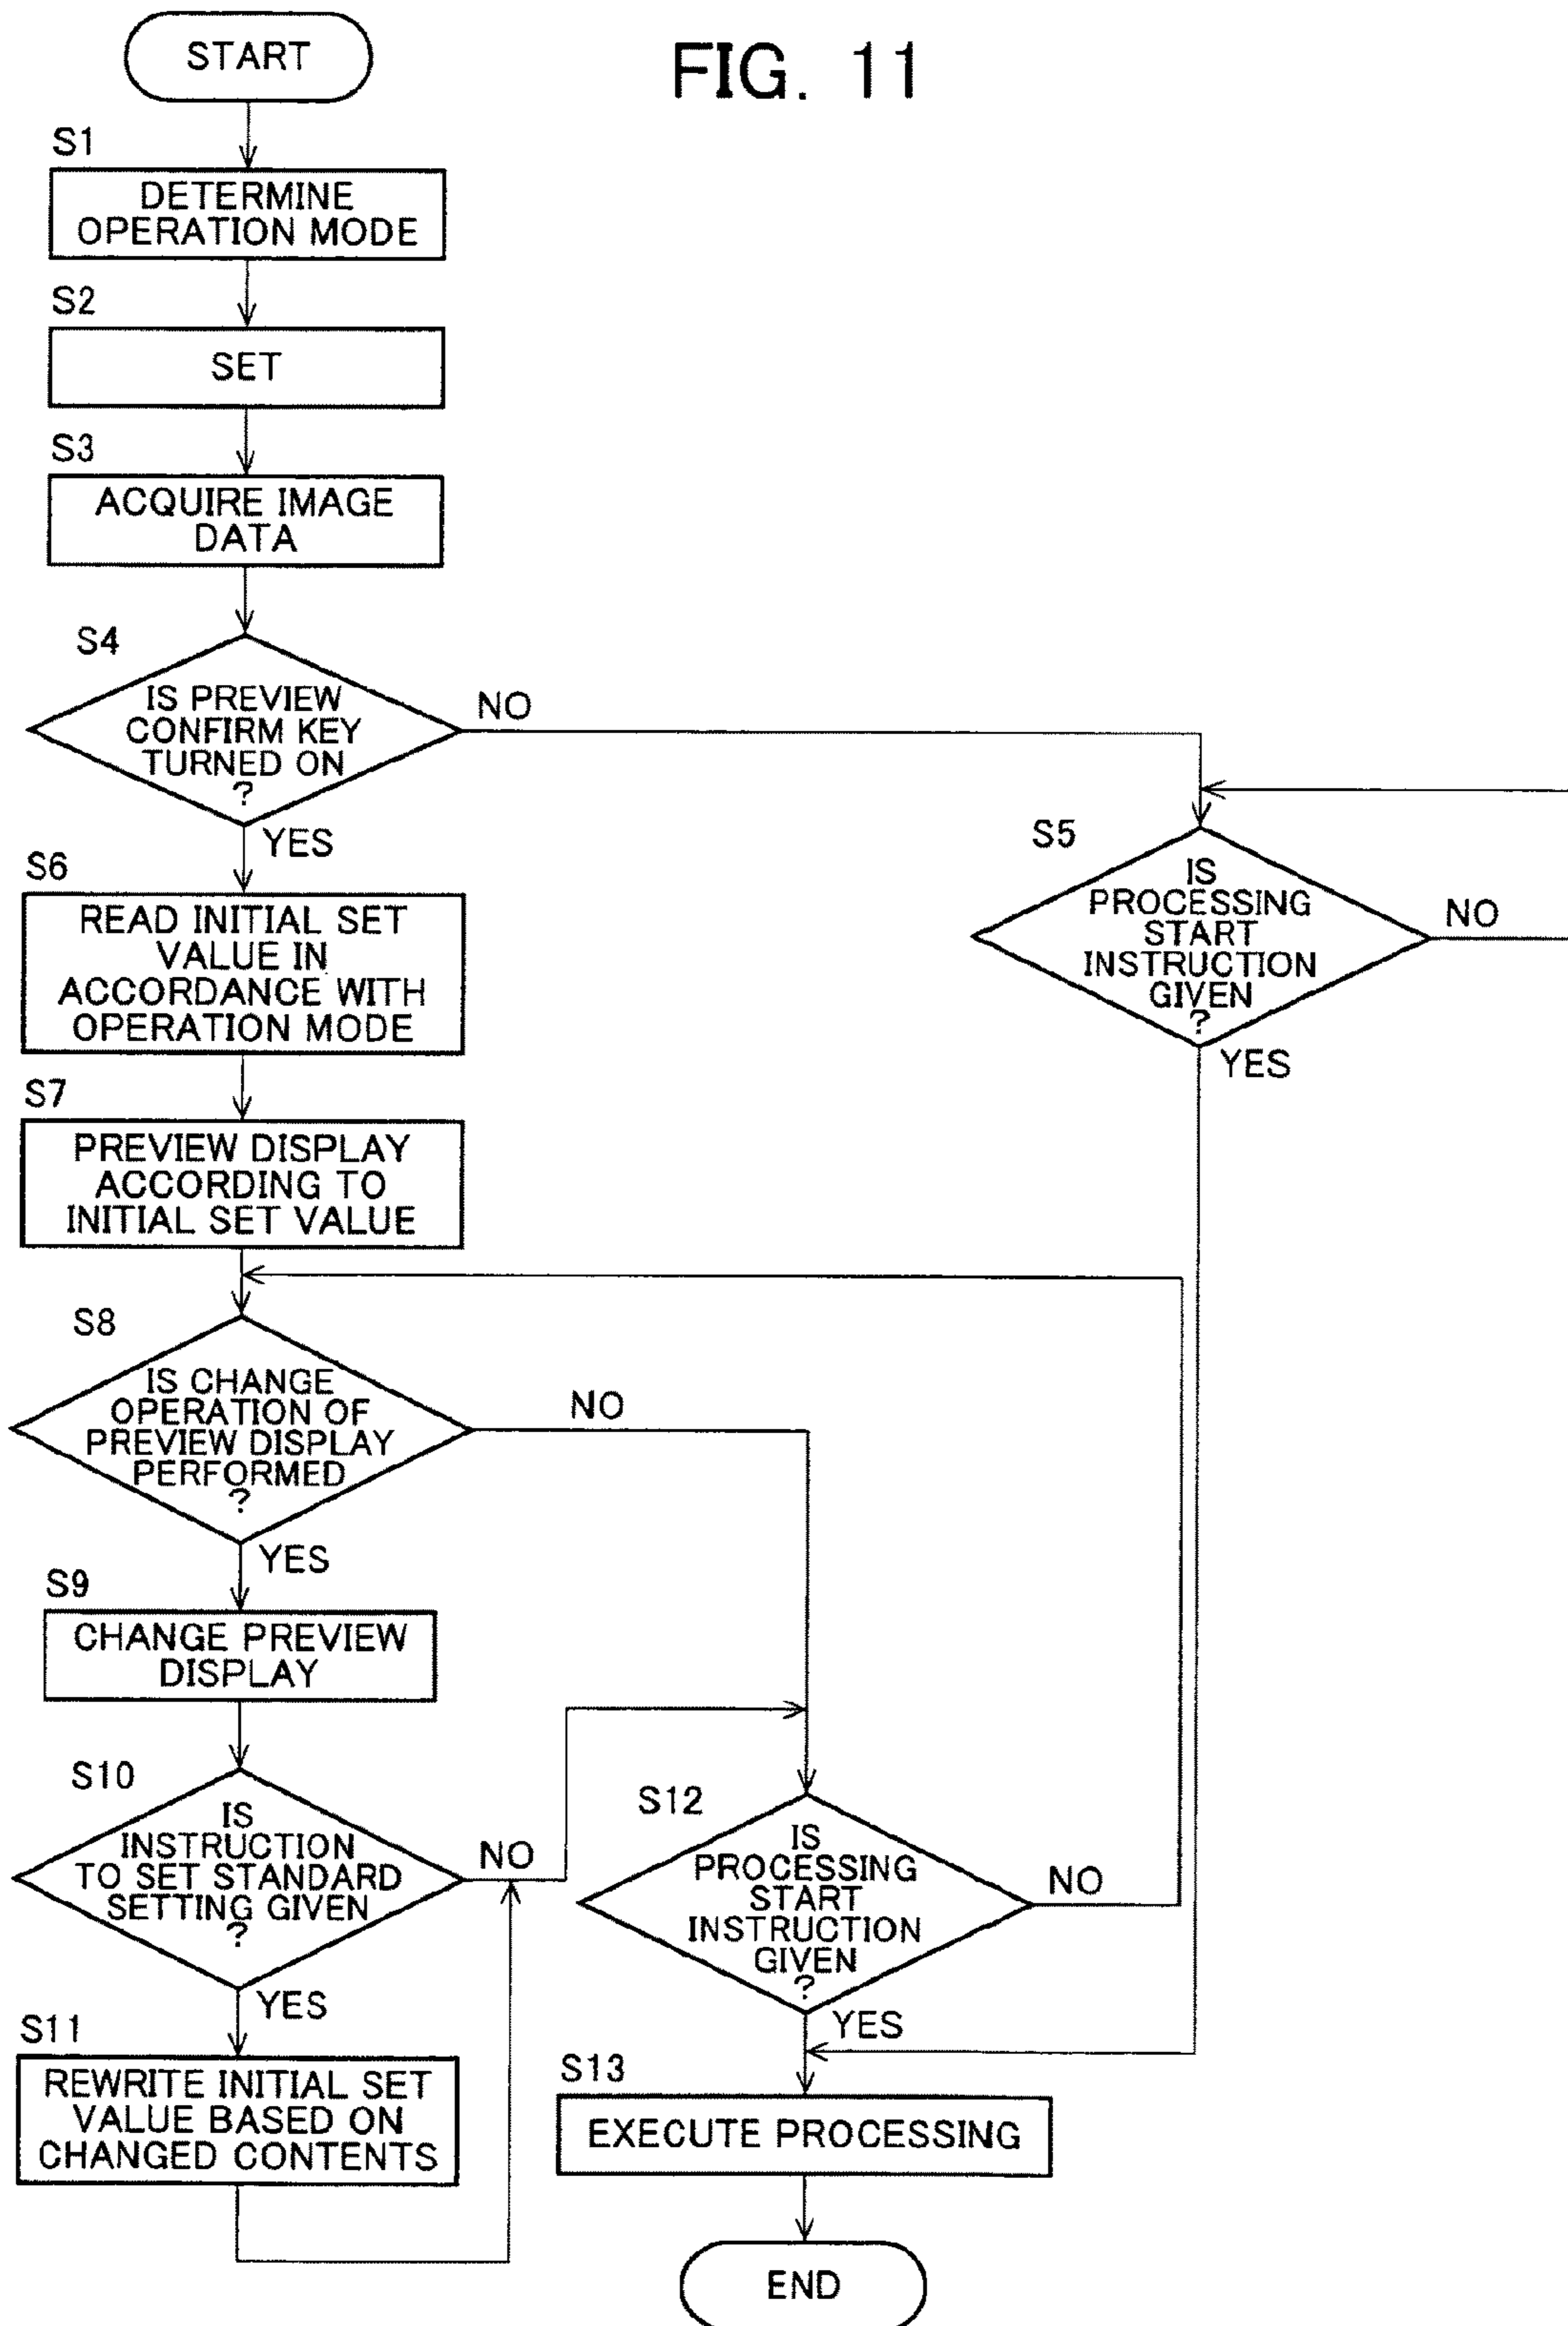 START
FIG. 11
S1
DETERMINE
OPERATION MODE
S2
SET
S3
ACQUIRE IMAGE
DATA
S4
IS PREVIEW
CONFIRM KEY
TURNED ON
?
NO
YES
S5
IS
PROCESSING
START
INSTRUCTION
GIVEN
?
NO
YES
S6
READ INITIAL SET
VALUE IN
ACCORDANCE WITH
OPERATION MODE
S7
PREVIEW DISPLAY
ACCORDING TO
INITIAL SET VALUE
S8
IS CHANGE
OPERATION OF
PREVIEW DISPLAY
PERFORMED
?
NO
YES
S9
CHANGE PREVIEW
DISPLAY
S10
IS
INSTRUCTION
TO SET STANDARD
SETTING GIVEN
?
NO
YES
S11
REWRITE INITIAL SET
VALUE BASED ON
CHANGED CONTENTS
S12
IS
PROCESSING
START
INSTRUCTION
GIVEN
?
NO
YES
S13
EXECUTE PROCESSING
END